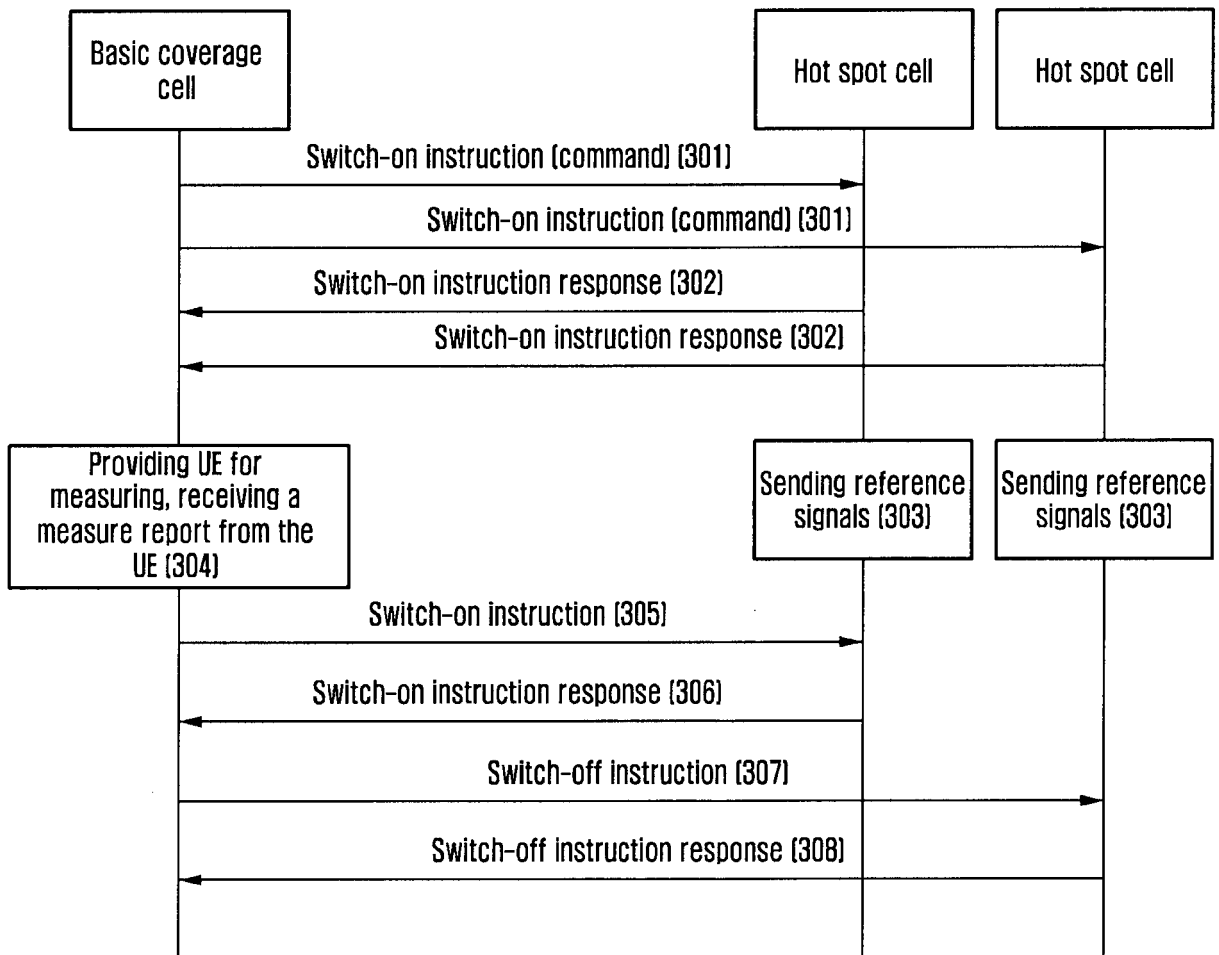 Basic coverage
cell
Hot spot cell
Hot spot cell
Switch-on instruction (command) (301)
Switch-on instruction (command) (301)
Switch-on instruction response (302)
Switch-on instruction response (302)
Providing UE for
measuring, receiving a
measure report from the
UE (304)
Sending reference
signals (303)
Sending reference
signals (303)
Switch-on instruction (305)
Switch-on instruction response (306)
Switch-off instruction (307)
Switch-off instruction response (308)